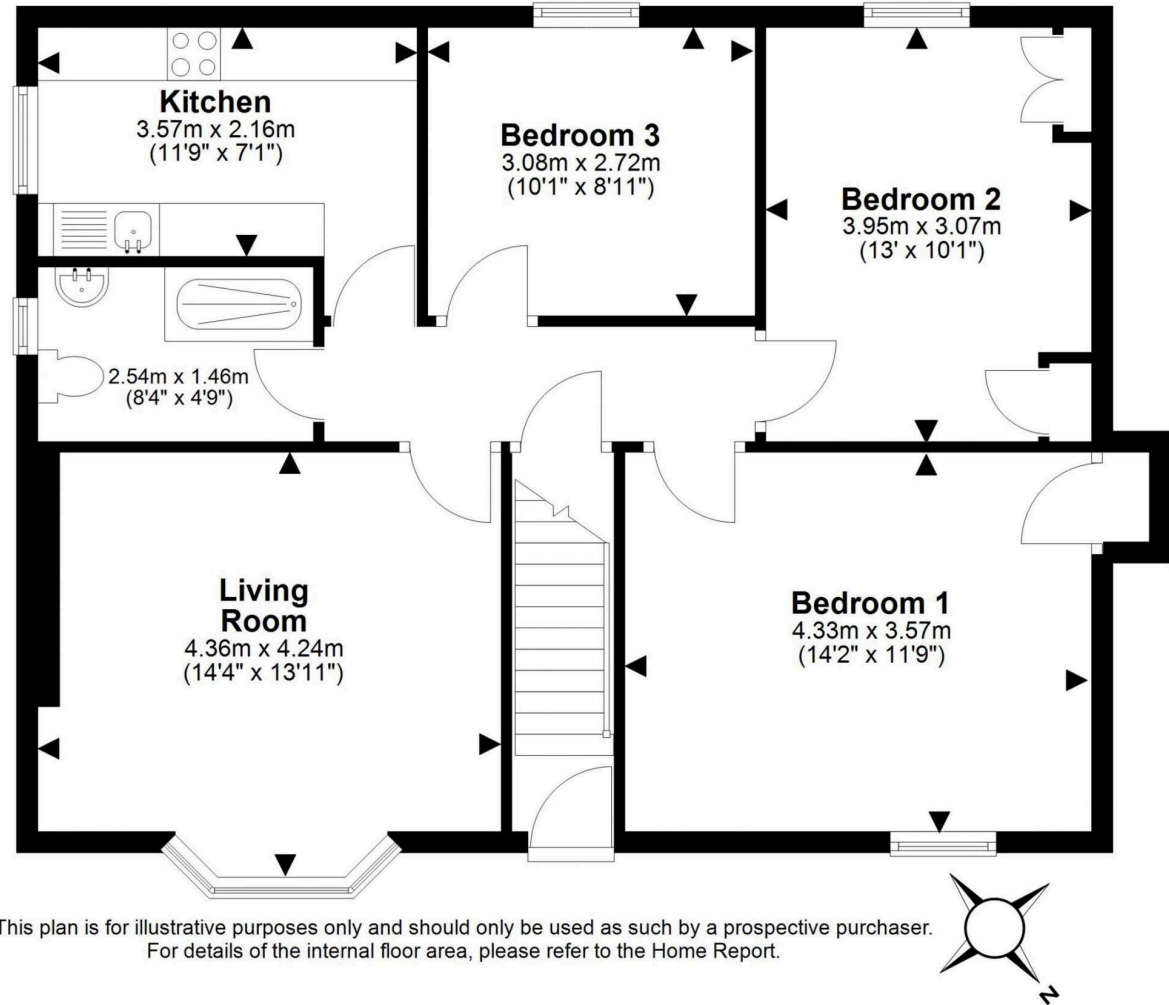 Kitchen
3.57m x 2.16m
(11'9" x 7'1")
Bedroom 3
3.08m x 2.72m
(10'1" x 8'11")
Bedroom 2
3.95m x 3.07m
(13' x 10'1")
2.54m x 1.46m
(8'4" x 4'9")
Living
Room
4.36m x 4.24m
(14'4" x 13'11")
Bedroom 1
4.33m x 3.57m
(14'2" x 11'9")
This plan is for illustrative purposes only and should only be used as such by a prospective purchaser.
For details of the internal floor area, please refer to the Home Report.
N